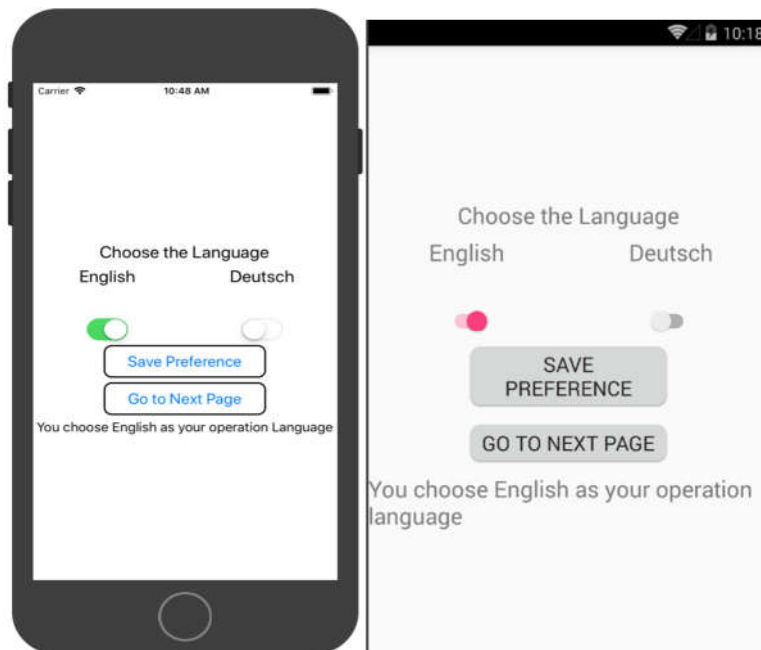 Carrier 10:48 AM
Choose the Language
English Deutsch
Save Preference
Go to Next Page
You choose English as your operation Language
10:18
Choose the Language
English Deutsch
SAVE
PREFERENCE
GO TO NEXT PAGE
You choose English as your operation
language